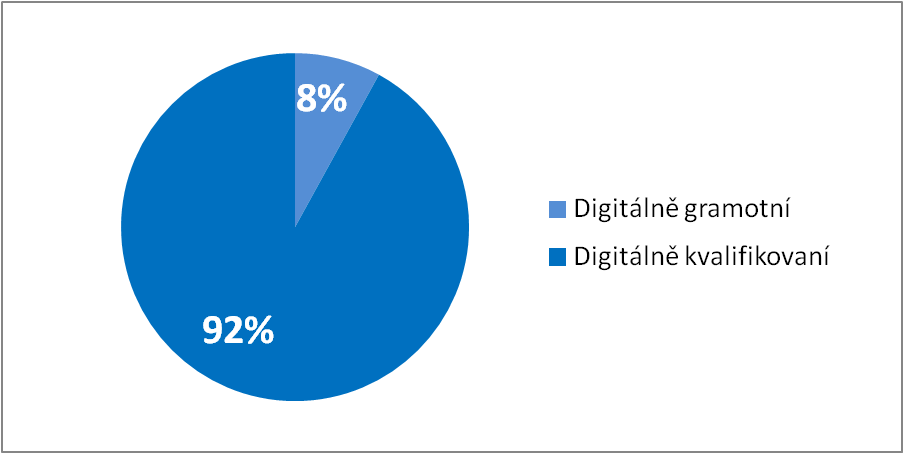 8%
92%
Digitálně gramotní
Digitálně kvalifikovaní